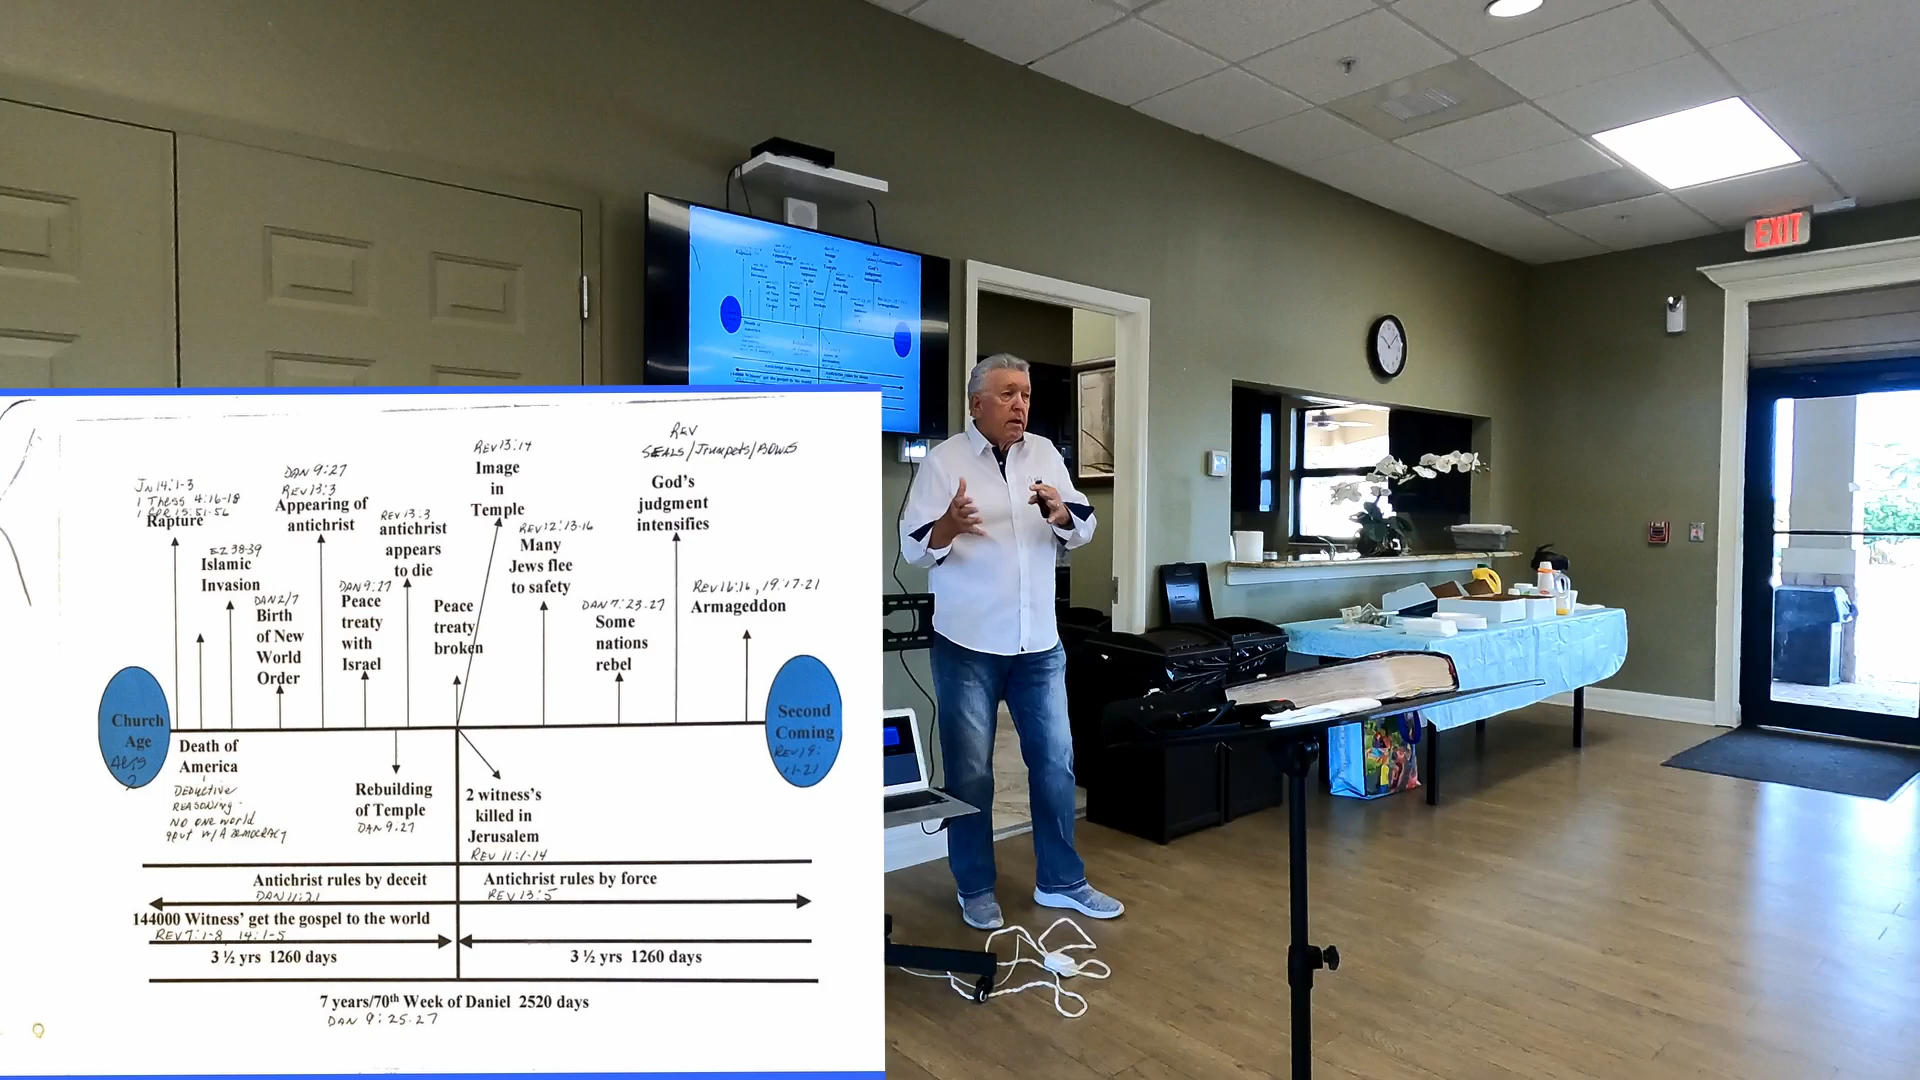 REV
SEALS/Trumpets/BOWLS
REV 13:14
Image
in
Temple
God's
judgment
intensifies
DAN 9:27
REV 13:3
Appearing of
antichrist
JN 14:1-3
1 Thess 4:16-18
1 COR 15:51-56
Rapture
REV 13:3
antichrist
appears
to die
REV 12:13-16
Many
Jews flee
to safety
EZ 38-39
Islamic
Invasion
DAN 2/7
Birth
of New
World
Order
DAN 9:27
Peace
treaty
with
Israel
Peace
treaty
broken
DAN 7:23-27
Some
nations
rebel
REV 16:16, 19:17-21
Armageddon
Church
Age
Acts
2
Second
Coming
REV 19:
11-21
Death of
America
DEDUCTIVE
REASONING -
NO ONE WORLD
GOVT W/A DEMOCRACY
Rebuilding
of Temple
DAN 9:27
2 witness's
killed in
Jerusalem
REV 11:1-14
Antichrist rules by deceit
DAN 11:21
Antichrist rules by force
REV 13:5
144000 Witness' get the gospel to the world
REV 7:1-8 14:1-5
3 ½ yrs 1260 days
3 ½ yrs 1260 days
7 years/70th Week of Daniel 2520 days
DAN 9:25-27
EXIT